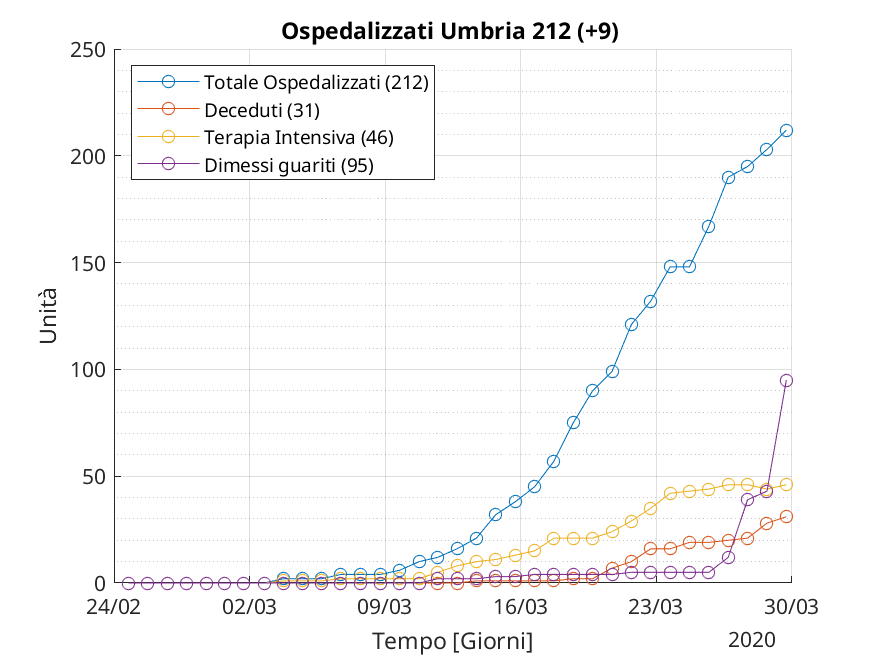 Ospedalizzati Umbria 212 (+9)
250
200
150
100
50
0
Unità
Totale Ospedalizzati (212)
Deceduti (31)
Terapia Intensiva (46)
Dimessi guariti (95)
24/02 02/03 09/03 16/03 23/03 30/03
Tempo [Giorni]
2020